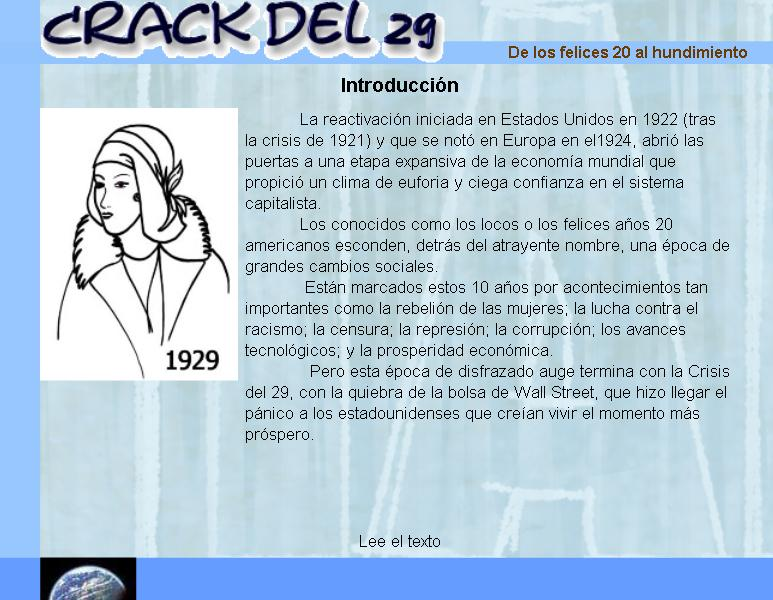 CRACK DEL 29
De los felices 20 al hundimiento
Introducción
La reactivación iniciada en Estados Unidos en 1922 (tras
la crisis de 1921) y que se notó en Europa en el1924, abrió las
puertas a una etapa expansiva de la economía mundial que
propició un clima de euforia y ciega confianza en el sistema
capitalista.
Los conocidos como los locos o los felices años 20
americanos esconden, detrás del atrayente nombre, una época de
grandes cambios sociales.
Están marcados estos 10 años por acontecimientos tan
importantes como la rebelión de las mujeres; la lucha contra el
racismo; la censura; la represión; la corrupción; los avances
tecnológicos; y la prosperidad económica.
Pero esta época de disfrazado auge termina con la Crisis
del 29, con la quiebra de la bolsa de Wall Street, que hizo llegar el
pánico a los estadounidenses que creían vivir el momento más
próspero.
1929
Lee el texto